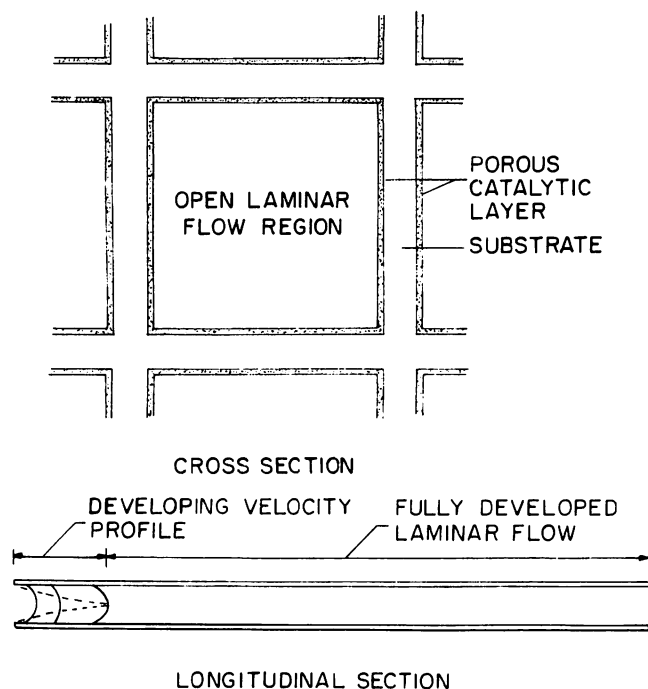 OPEN LAMINAR
FLOW REGION
POROUS
CATALYTIC
LAYER
SUBSTRATE
CROSS SECTION
DEVELOPING VELOCITY
PROFILE
FULLY DEVELOPED
LAMINAR FLOW
LONGITUDINAL SECTION